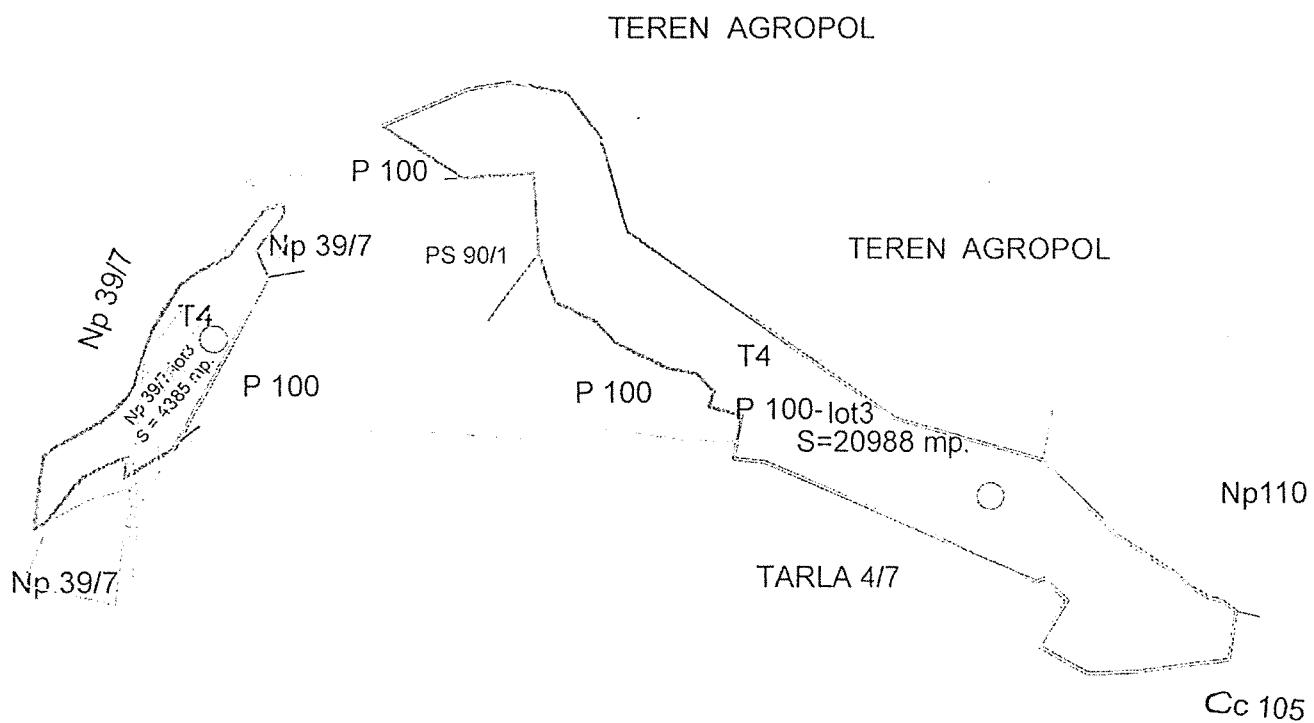 TEREN AGROPOL
P 100
Np 39/7
Np 39/7
PS 90/1
TEREN AGROPOL
T4
Np 39/7-lot3
S = 4385 mp.
P 100
T4
P 100
P 100-lot3
S=20988 mp.
Np110
Np 39/7
TARLA 4/7
Cc 105